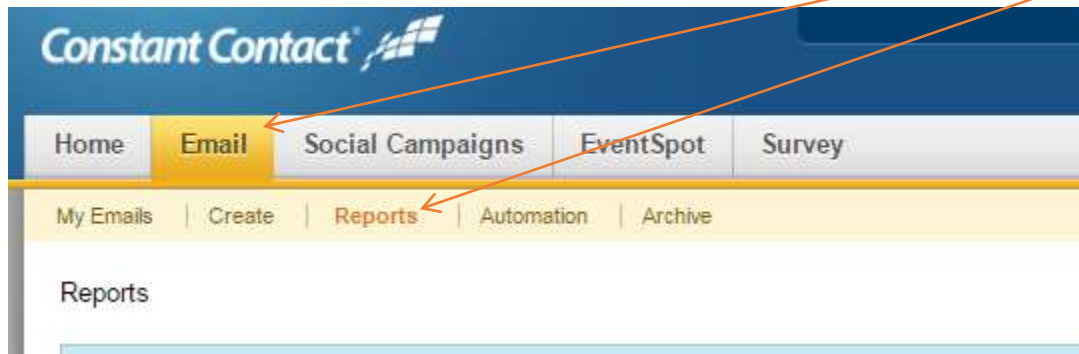 Constant Contact
Home Email Social Campaigns EventSpot Survey
My Emails | Create | Reports | Automation | Archive
Reports